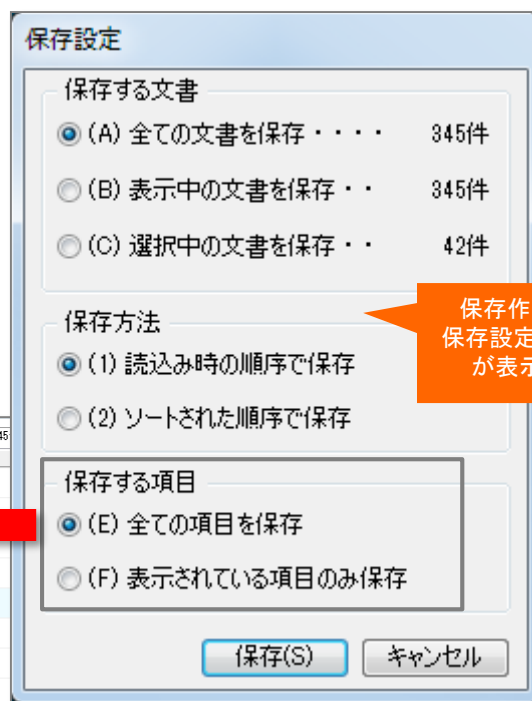 保存設定
保存する文書
(A) 全ての文書を保存・・・・ 345件
(B) 表示中の文書を保存・・ 345件
(C) 選択中の文書を保存・・ 42件
保存作
保存設定
が表示
保存方法
(1) 読込み時の順序で保存
(2) ソートされた順序で保存
45
保存する項目
(E) 全ての項目を保存
(F) 表示されている項目のみ保存
保存(S) キャンセル